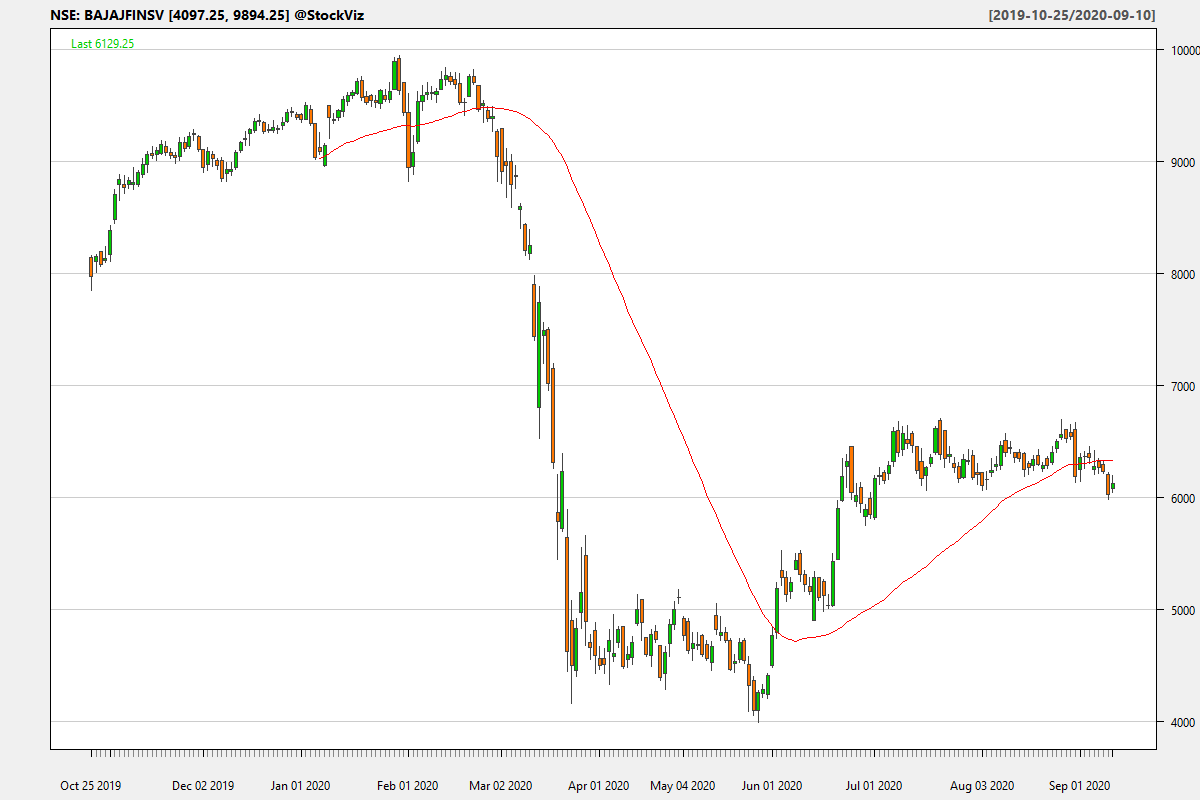 NSE: BAJAJFINSV [4097.25, 9894.25] @StockViz
[2019-10-25/2020-09-10]
Last 6129.25
10000
9000
8000
7000
6000
5000
4000
Oct 25 2019 Dec 02 2019 Jan 01 2020 Feb 01 2020 Mar 02 2020 Apr 01 2020 May 04 2020 Jun 01 2020 Jul 01 2020 Aug 03 2020 Sep 01 2020